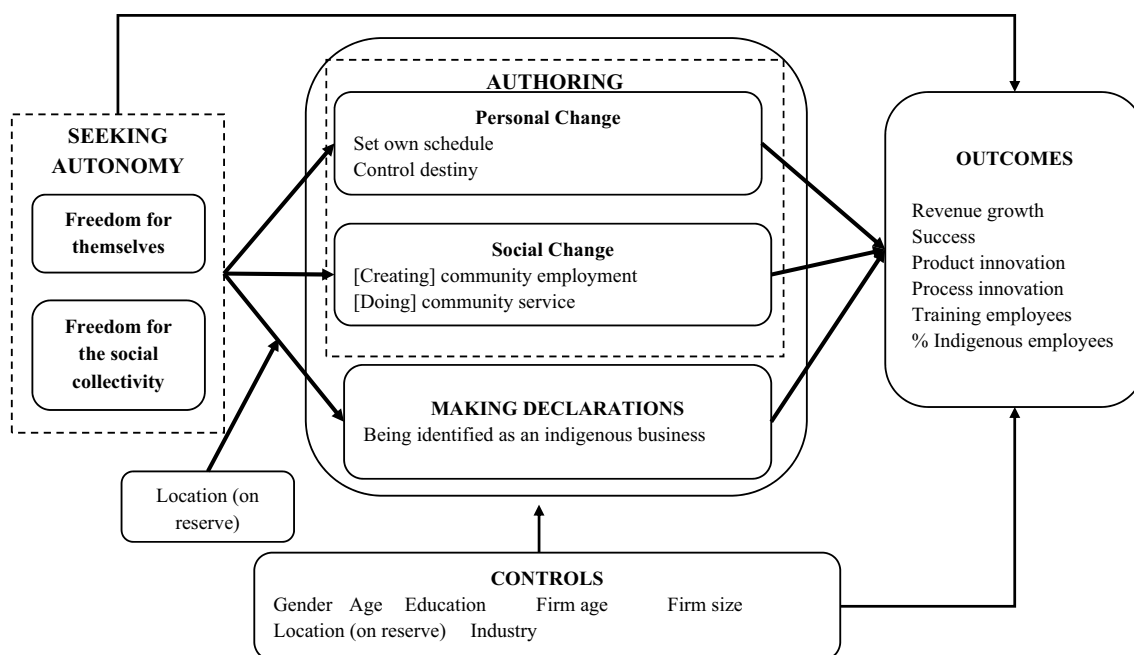 SEEKING
AUTONOMY
Freedom for
themselves
Freedom for
the social
collectivity
Location (on
reserve)
AUTHORING
Personal Change
Set own schedule
Control destiny
Social Change
[Creating] community employment
[Doing] community service
MAKING DECLARATIONS
Being identified as an indigenous business
OUTCOMES
Revenue growth
Success
Product innovation
Process innovation
Training employees
% Indigenous employees
CONTROLS
Gender Age Education Firm age Firm size
Location (on reserve) Industry